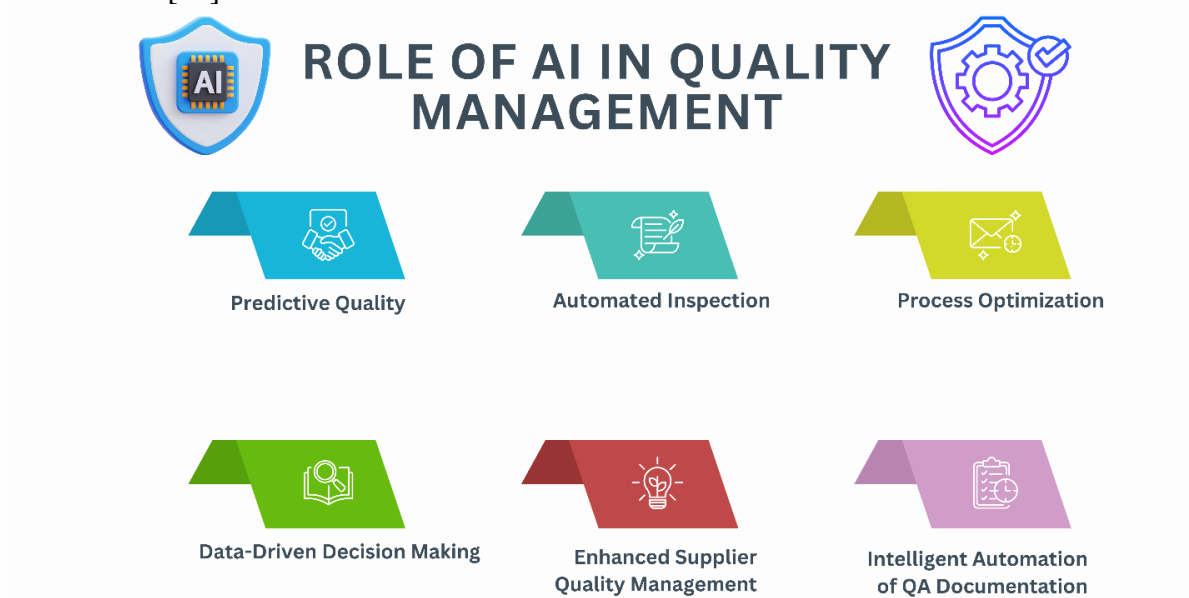 AI
ROLE OF AI IN QUALITY
MANAGEMENT
Predictive Quality
Automated Inspection
Process Optimization
Data-Driven Decision Making
Enhanced Supplier
Quality Management
Intelligent Automation
of QA Documentation